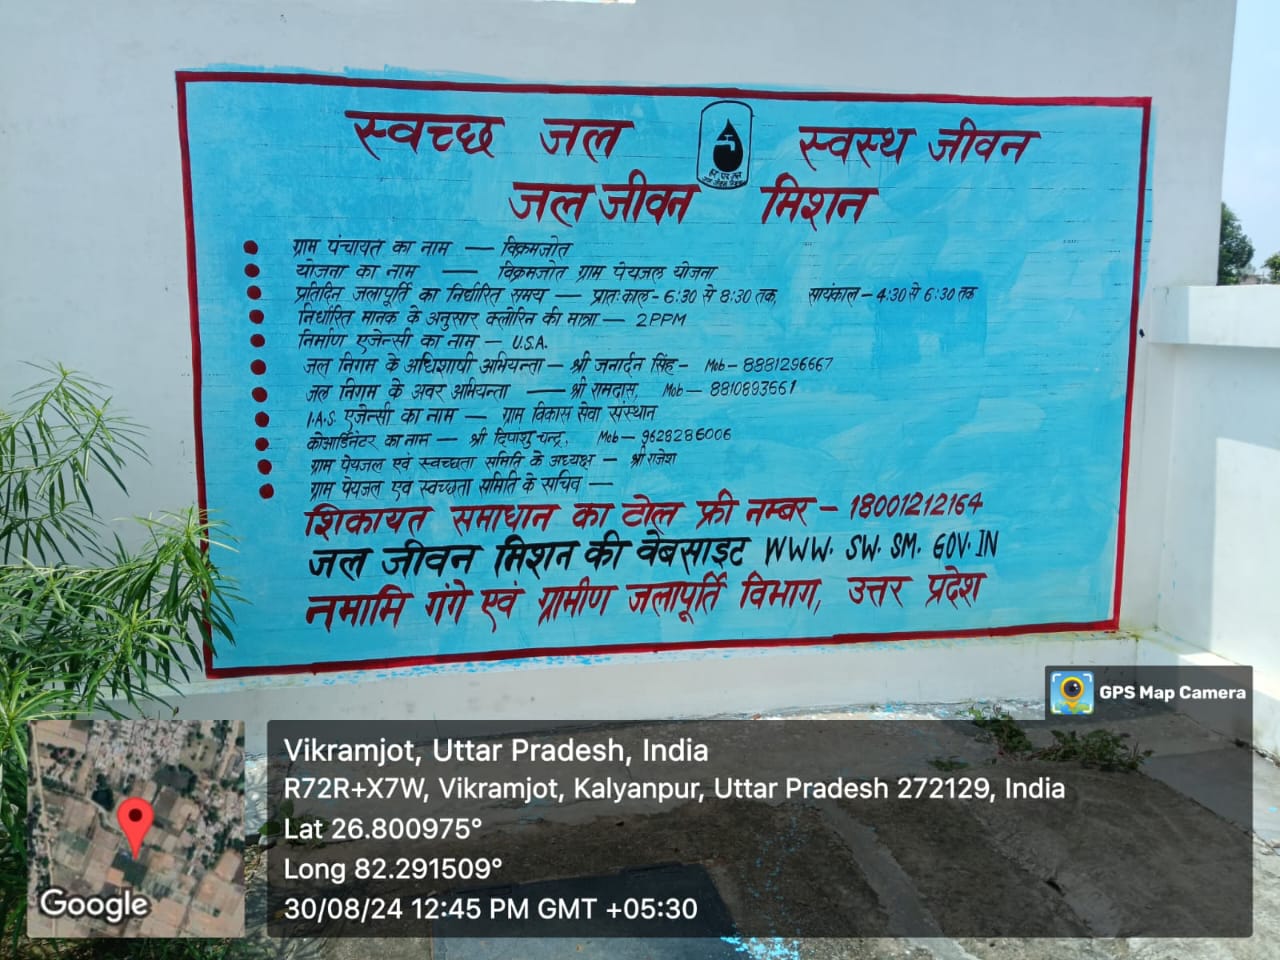 स्वच्छ जल स्वस्थ जीवन
हर घर जल
जल जीवन मिशन
जल जीवन मिशन
ग्राम पंचायत का नाम — विक्रमजोत
योजना का नाम — विक्रमजोत ग्राम पेयजल योजना
प्रतिदिन जलापूर्ति का निर्धारित समय — प्रातःकाल - 6:30 से 8:30 तक, सायंकाल - 4:30 से 6:30 तक
निर्धारित मानक के अनुसार क्लोरिन की मात्रा — 2PPM
निर्माण एजेन्सी का नाम — U.S.A.
जल निगम के अधिशाषी अभियन्ता — श्री जनार्दन सिंह - Mob - 8881296667
जल निगम के अवर अभियन्ता — श्री रामदास, Mob - 8810893661
I.A.S. एजेन्सी का नाम — ग्राम विकास सेवा संस्थान
कोआर्डिनेटर का नाम — श्री दिपांशु चन्द्र, Mob - 9628286006
ग्राम पेयजल एवं स्वच्छता समिति के अध्यक्ष — श्री राजेश
ग्राम पेयजल एवं स्वच्छता समिति के सचिव —
शिकायत समाधान का टोल फ्री नम्बर - 18001212164
जल जीवन मिशन की वेबसाइट WWW. SW. SM. GOV. IN
नमामि गंगे एवं ग्रामीण जलापूर्ति विभाग, उत्तर प्रदेश
GPS Map Camera
Vikramjot, Uttar Pradesh, India
R72R+X7W, Vikramjot, Kalyanpur, Uttar Pradesh 272129, India
Lat 26.800975°
Long 82.291509°
30/08/24 12:45 PM GMT +05:30
Google